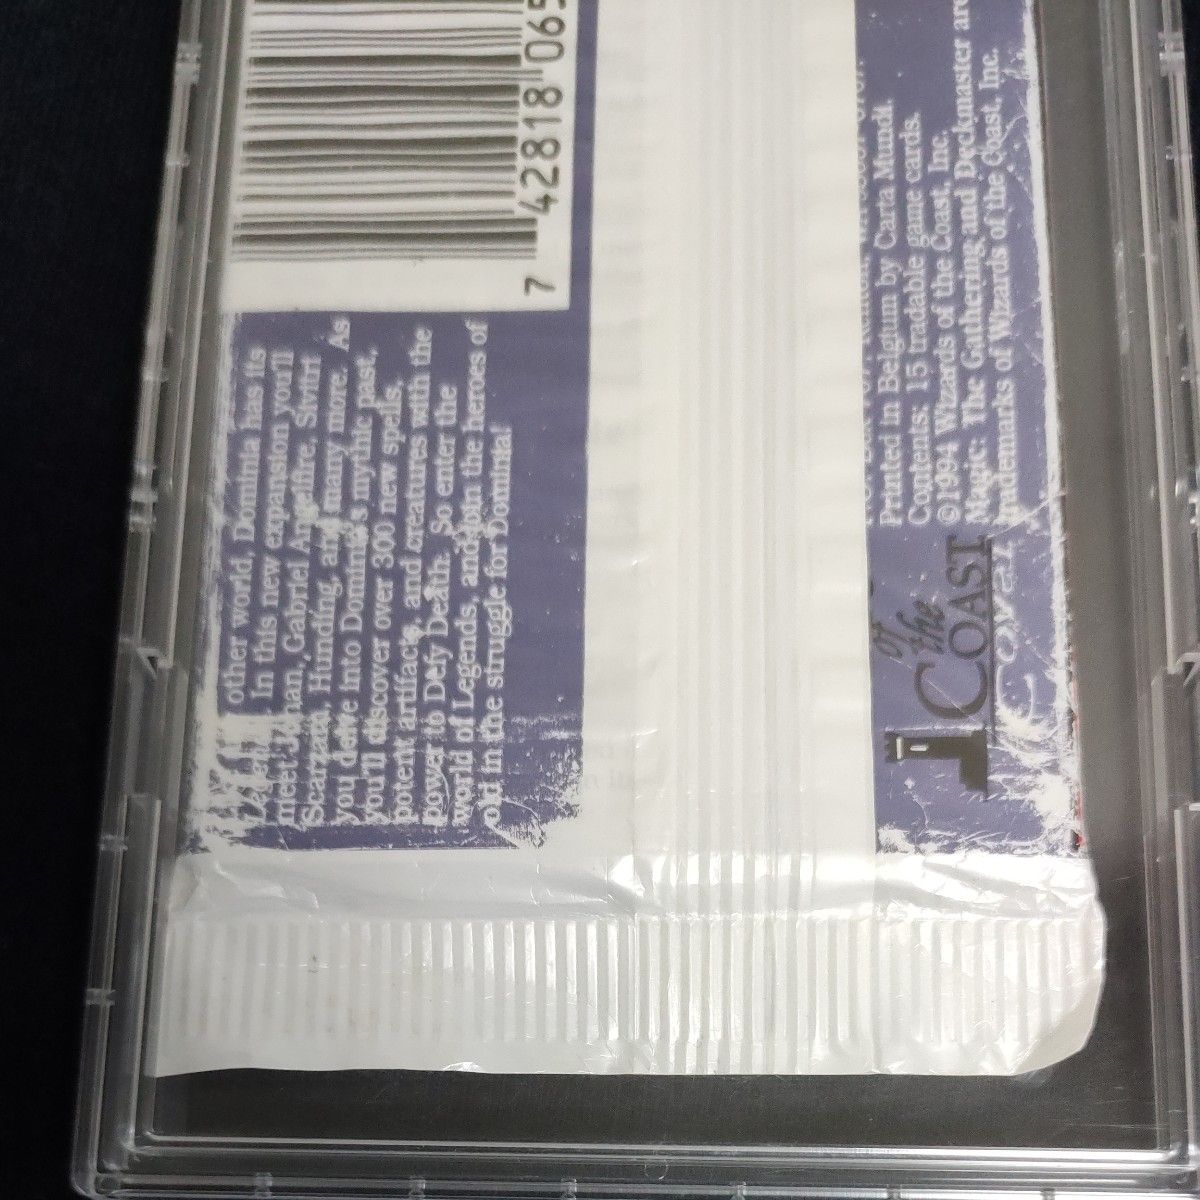 7 42818 065
other world, Dominia has its
In this new expansion you'll
Gabriel Angelfire, Sivitri
Scarzam, Hunding and many more. As
you delve into Dominia's mythic past,
you'll discover over 300 new spells,
potent artifacts, and creatures with the
power to Defy Death. So enter the
world of Legends, and join the heroes of
old in the struggle for Dominia!
Printed in Belgium by Carta Mundi.
Contents: 15 tradable game cards.
©1994 Wizards of the Coast, Inc.
Magic: The Gathering and Deckmaster are
trademarks of Wizards of the Coast, Inc.
of
the
COAST